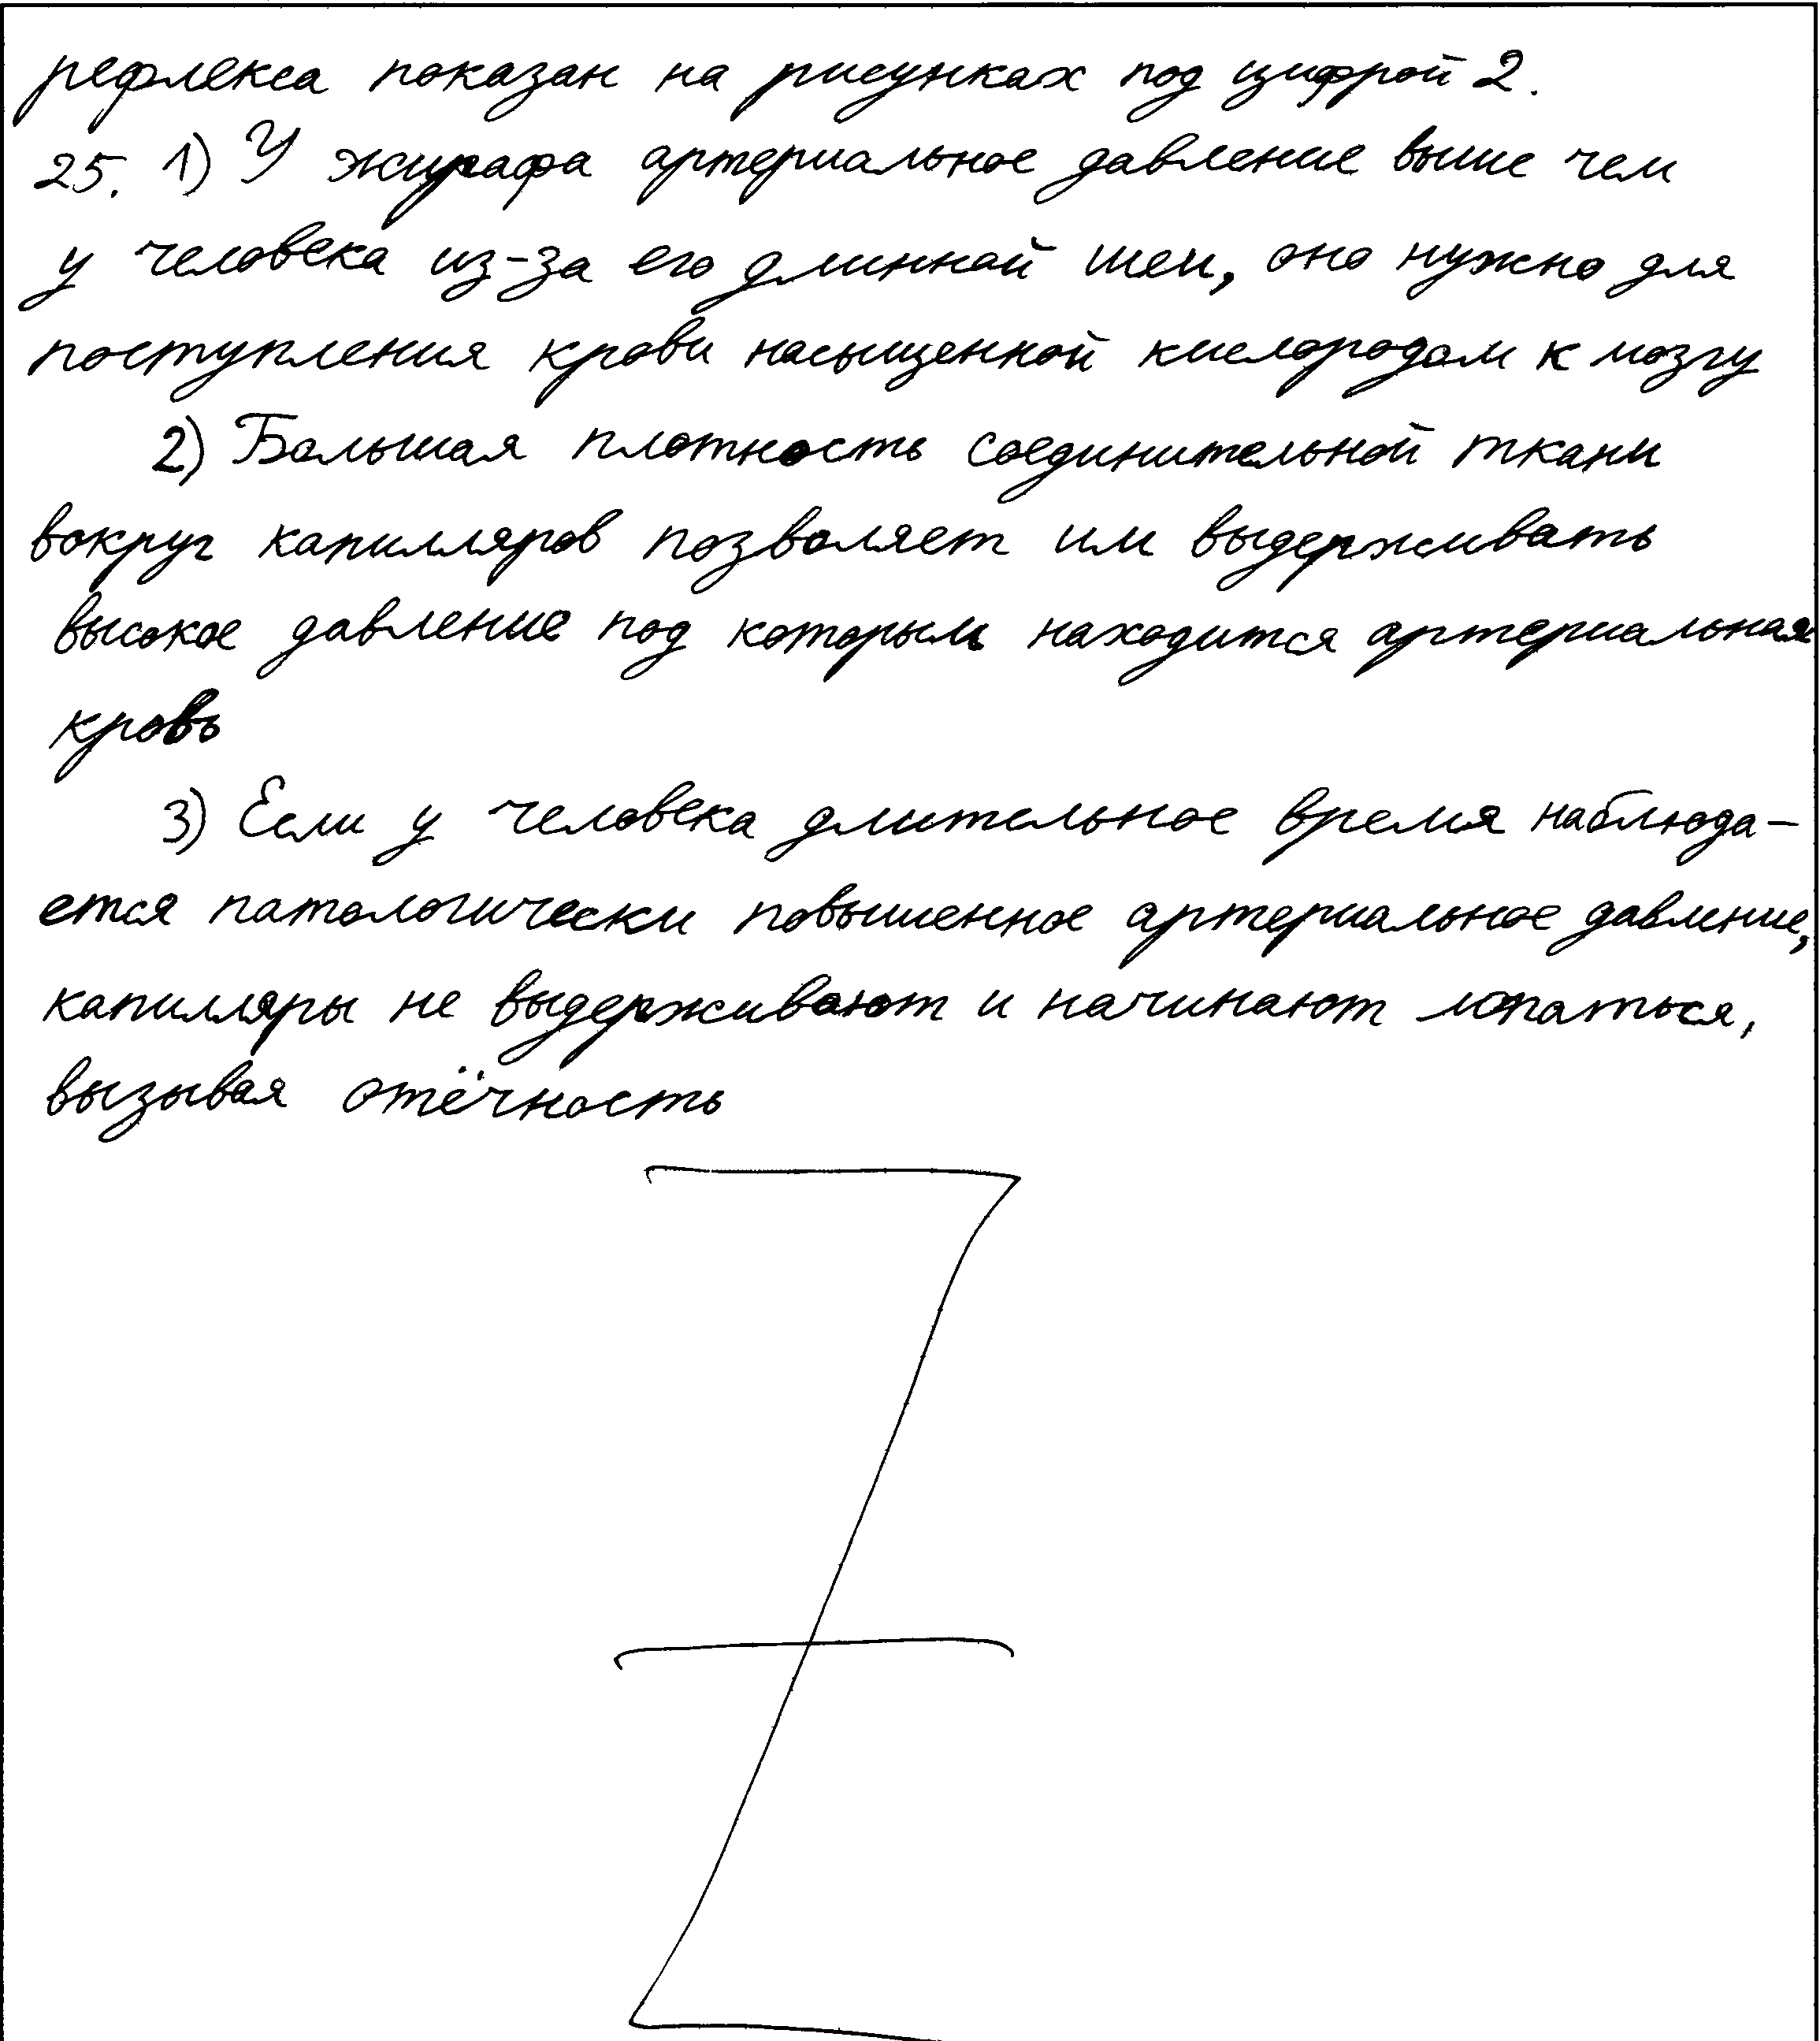 рефлекса показан на рисунках под цифрой 2.
25. 1) У жирафа артериальное давление выше чем
у человека из-за его длинной шеи, оно нужно для
поступления крови насыщенной кислородом к мозгу
2) Большая плотность соединительной ткани
вокруг капилляров позволяет им выдерживать
высокое давление под которым находится артериальная
кровь
3) Если у человека длительное время наблюда-
ется патологически повышенное артериальное давление,
капилляры не выдерживают и начинают лопаться,
вызывая отёчность